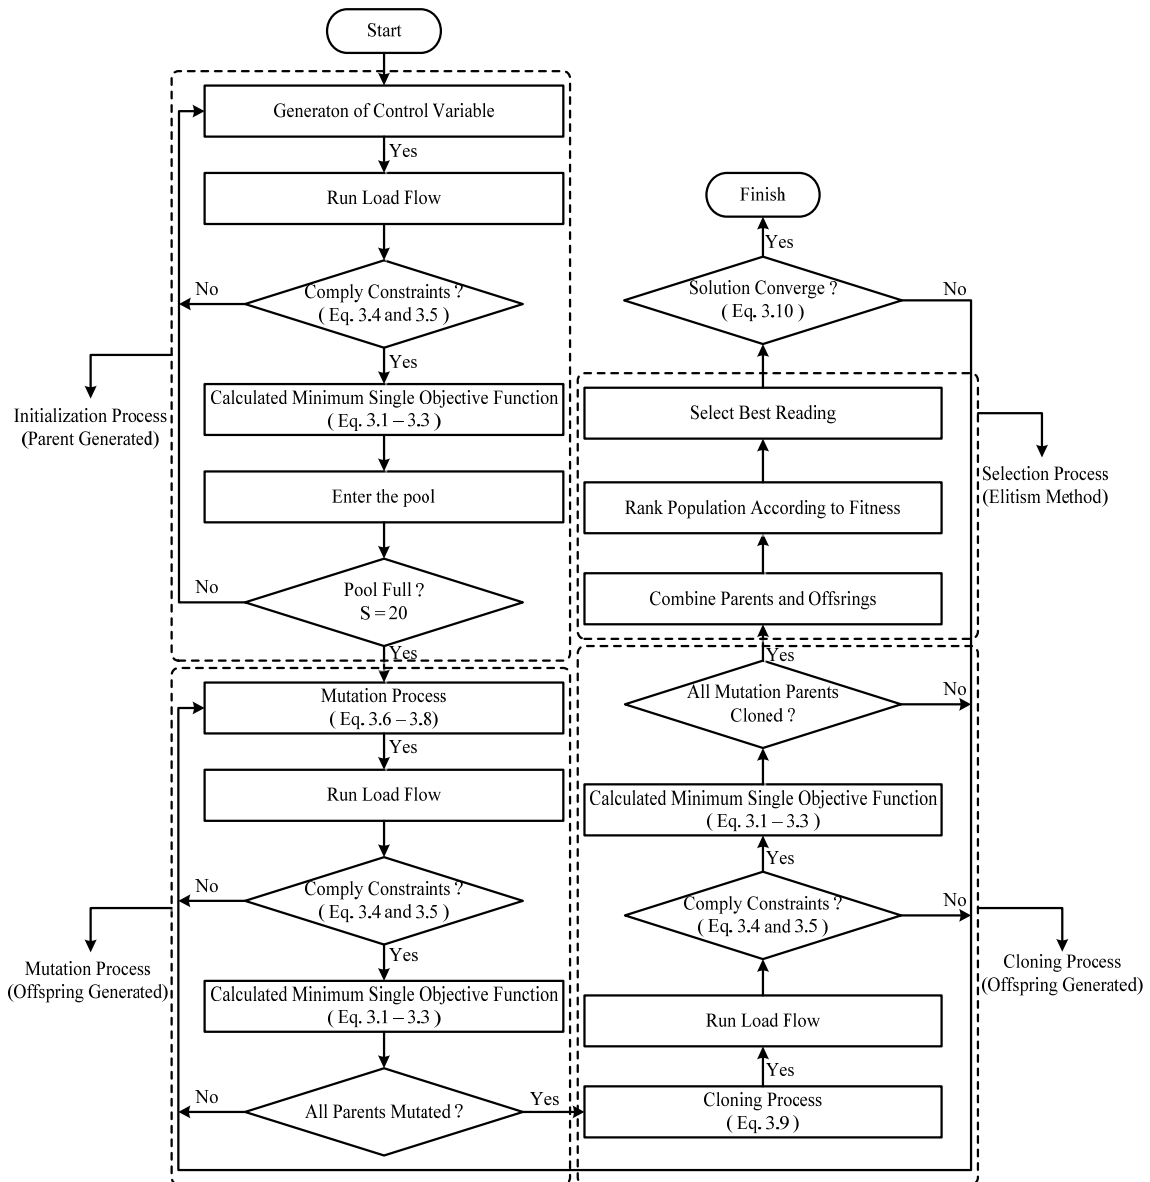 Start
Generaton of Control Variable
Yes
Run Load Flow
Comply Constraints ?
( Eq. 3.4 and 3.5 )
No
Yes
Calculated Minimum Single Objective Function
( Eq. 3.1 – 3.3 )
Enter the pool
Pool Full ?
S = 20
No
Yes
Initialization Process
(Parent Generated)
Mutation Process
( Eq. 3.6 – 3.8)
Yes
Run Load Flow
Comply Constraints ?
( Eq. 3.4 and 3.5 )
No
Yes
Calculated Minimum Single Objective Function
( Eq. 3.1 – 3.3 )
All Parents Mutated ?
No
Yes
Mutation Process
(Offspring Generated)
Finish
Yes
Solution Converge ?
( Eq. 3.10 )
No
Select Best Reading
Rank Population According to Fitness
Combine Parents and Offsrings
Selection Process
(Elitism Method)
Yes
All Mutation Parents
Cloned ?
No
Calculated Minimum Single Objective Function
( Eq. 3.1 – 3.3 )
Yes
Comply Constraints ?
( Eq. 3.4 and 3.5 )
No
Run Load Flow
Yes
Cloning Process
( Eq. 3.9 )
Cloning Process
(Offspring Generated)